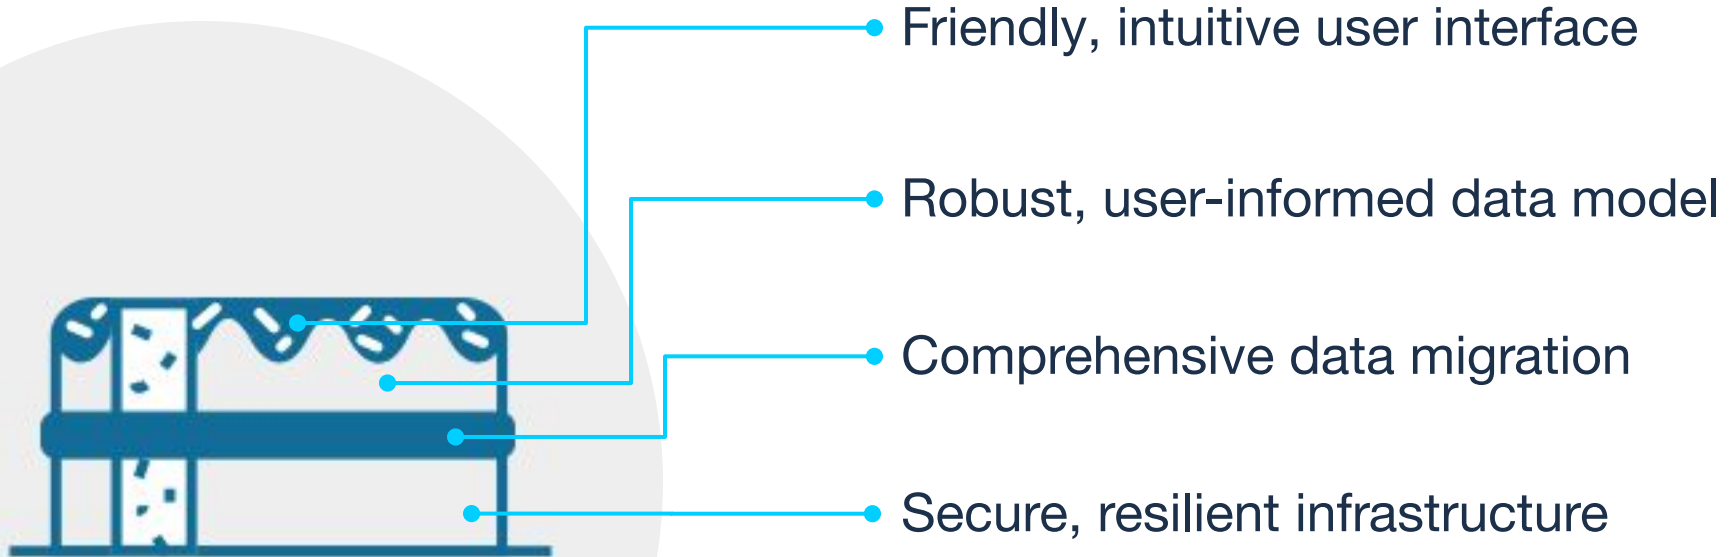 Friendly, intuitive user interface
Robust, user-informed data model
Comprehensive data migration
Secure, resilient infrastructure